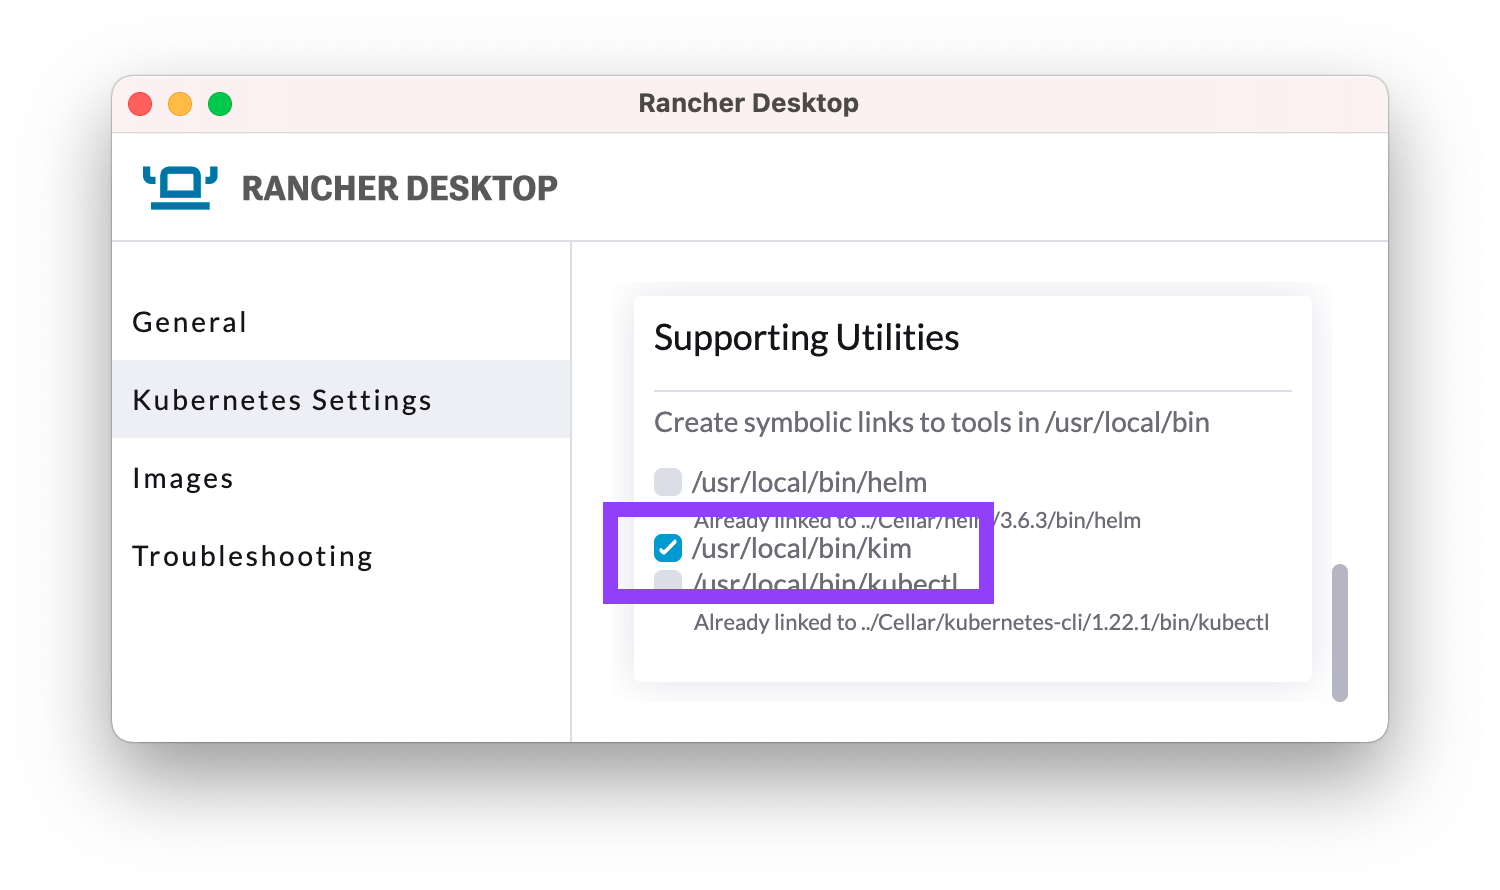 Rancher Desktop
RANCHER DESKTOP
General
Kubernetes Settings
Images
Troubleshooting
Supporting Utilities
Create symbolic links to tools in /usr/local/bin
/usr/local/bin/helm
Already linked to ../Cellar/helm/3.6.3/bin/helm
/usr/local/bin/kim
/usr/local/bin/kubectl
Already linked to ../Cellar/kubernetes-cli/1.22.1/bin/kubectl